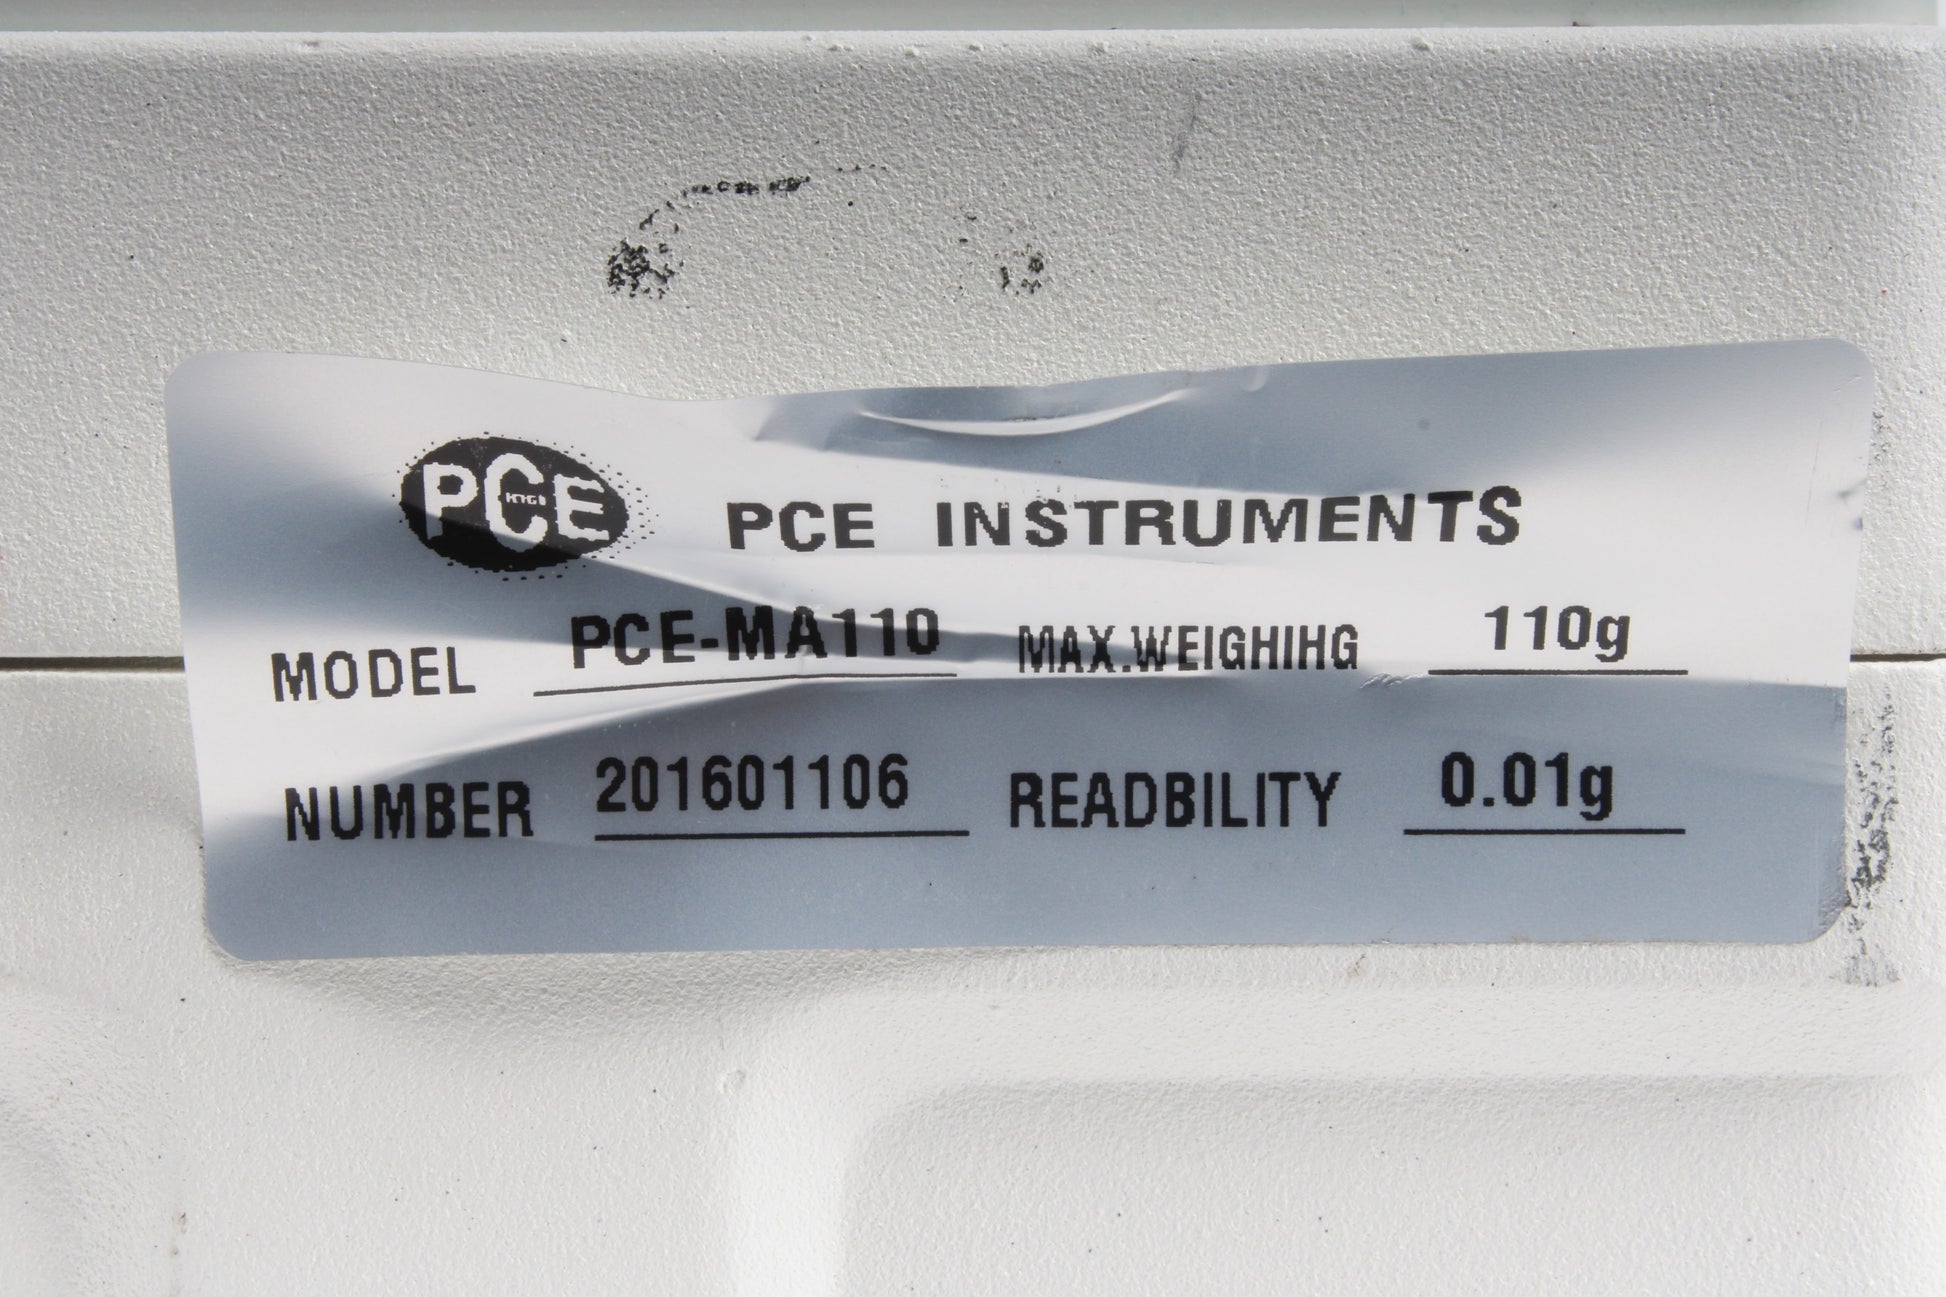 PCE PCE INSTRUMENTS
MODEL PCE-MA110 MAX.WEIGHIHG 110g
NUMBER 201601106 READBILITY 0.01g